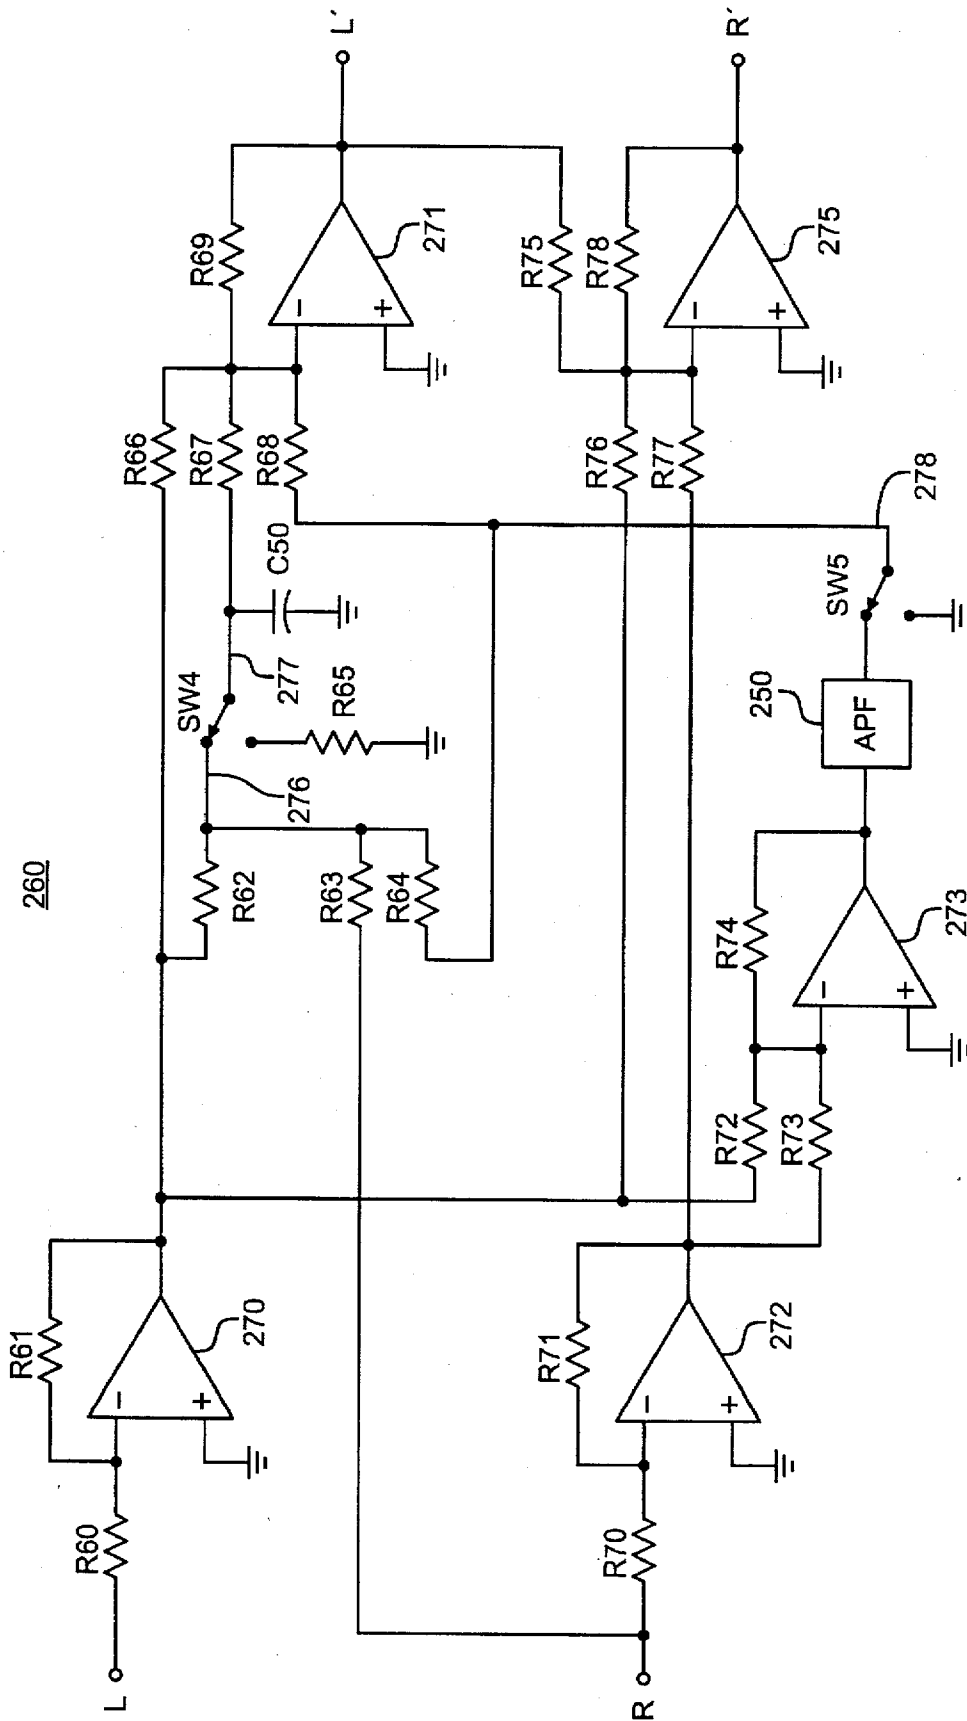 260
L
R60
R61
−
+
270
R66
R62
276
SW4
277
C50
R65
R67
R68
R69
−
+
271
L′
R63
R64
R75
R78
R76
R77
−
+
275
R′
R
R70
R71
−
+
272
R72
R73
R74
−
+
273
250
APF
SW5
278